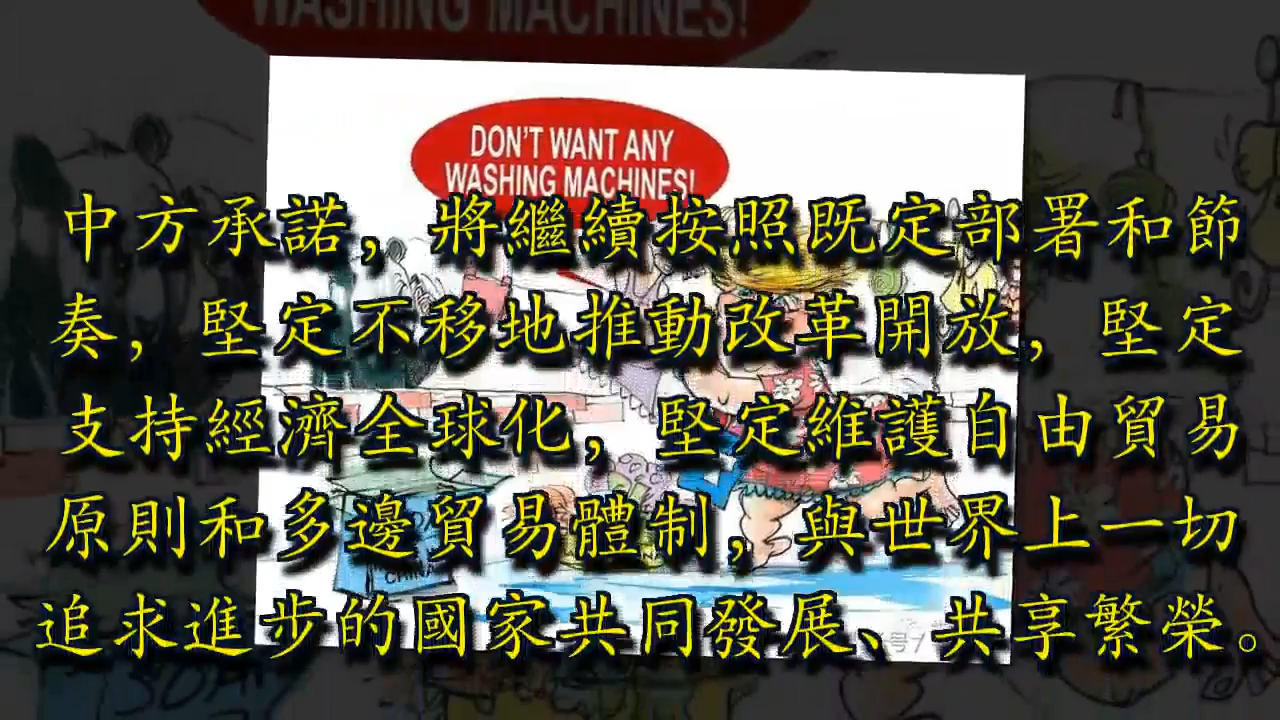 WASHING MACHINES!
DON'T WANT ANY
WASHING MACHINES!
中方承諾，將繼續按照既定部署和節
奏，堅定不移地推動改革開放，堅定
支持經濟全球化，堅定維護自由貿易
原則和多邊貿易體制，與世界上一切
追求進步的國家共同發展、共享繁榮。
CHINA
号